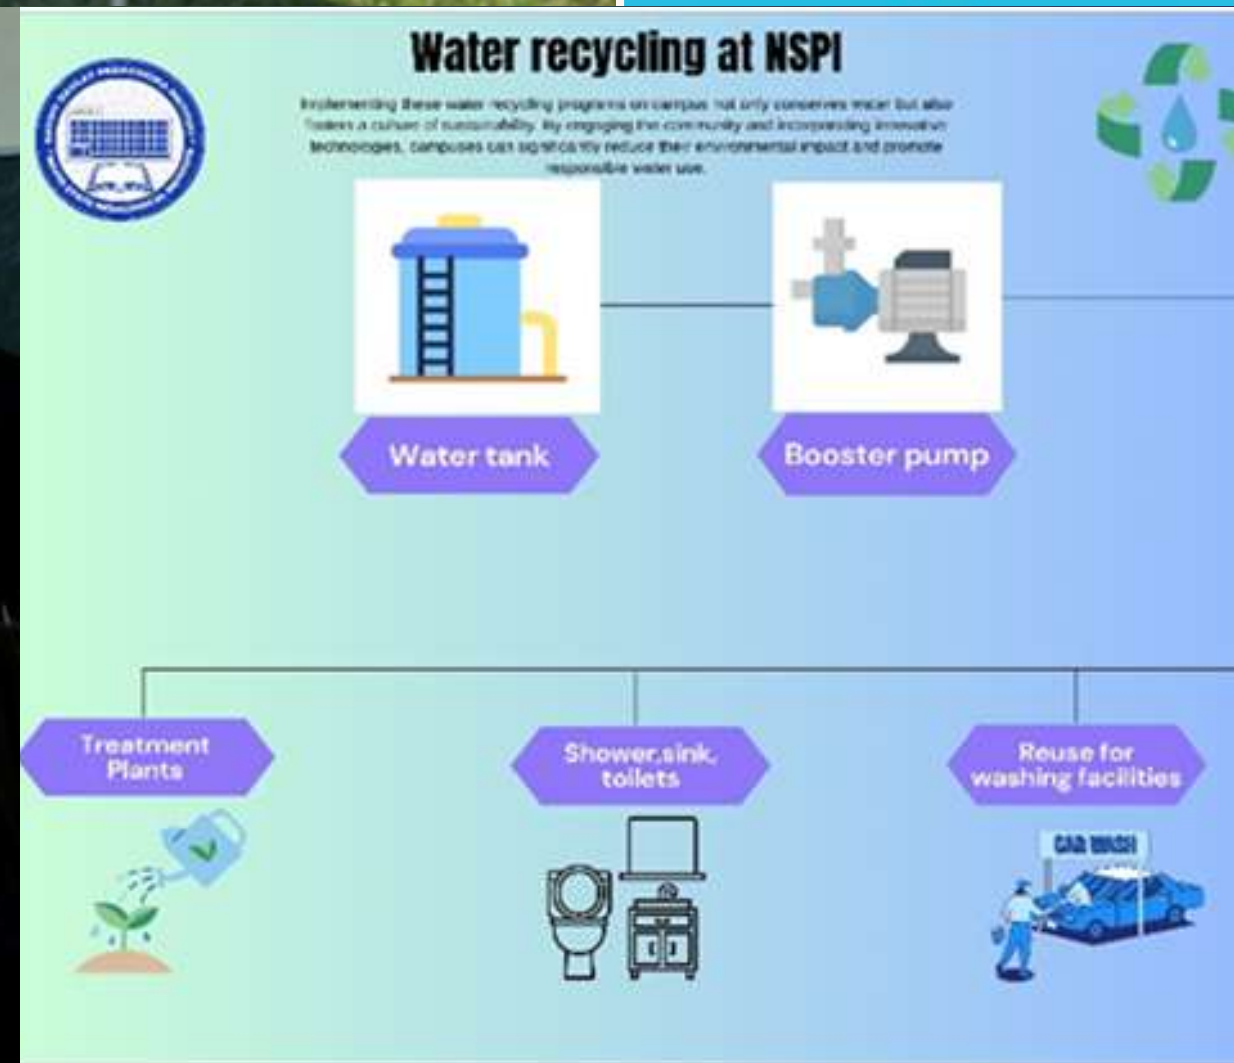 Water recycling at NSPI
Implementing these water recycling programs on campus not only conserves water but also
fosters a culture of sustainability. By engaging the community and incorporating innovative
technologies, campuses can significantly reduce their environmental impact and promote
responsible water use.
Water tank
Booster pump
Treatment
Plants
Shower,sink,
toilets
Reuse for
washing facilities
CAR WASH